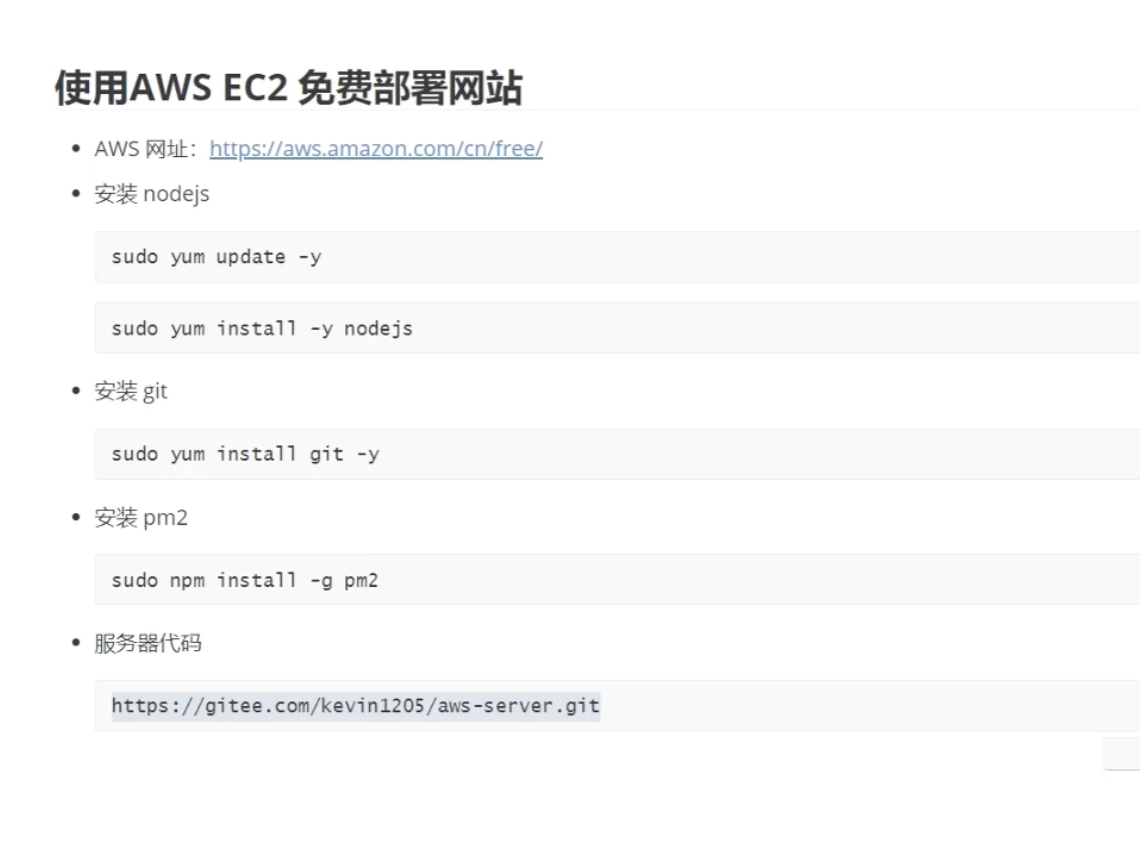 使用AWS EC2 免费部署网站
AWS 网址：https://aws.amazon.com/cn/free/
安装 nodejs
sudo yum update -y
sudo yum install -y nodejs
安装 git
sudo yum install git -y
安装 pm2
sudo npm install -g pm2
服务器代码
https://gitee.com/kevin1205/aws-server.git